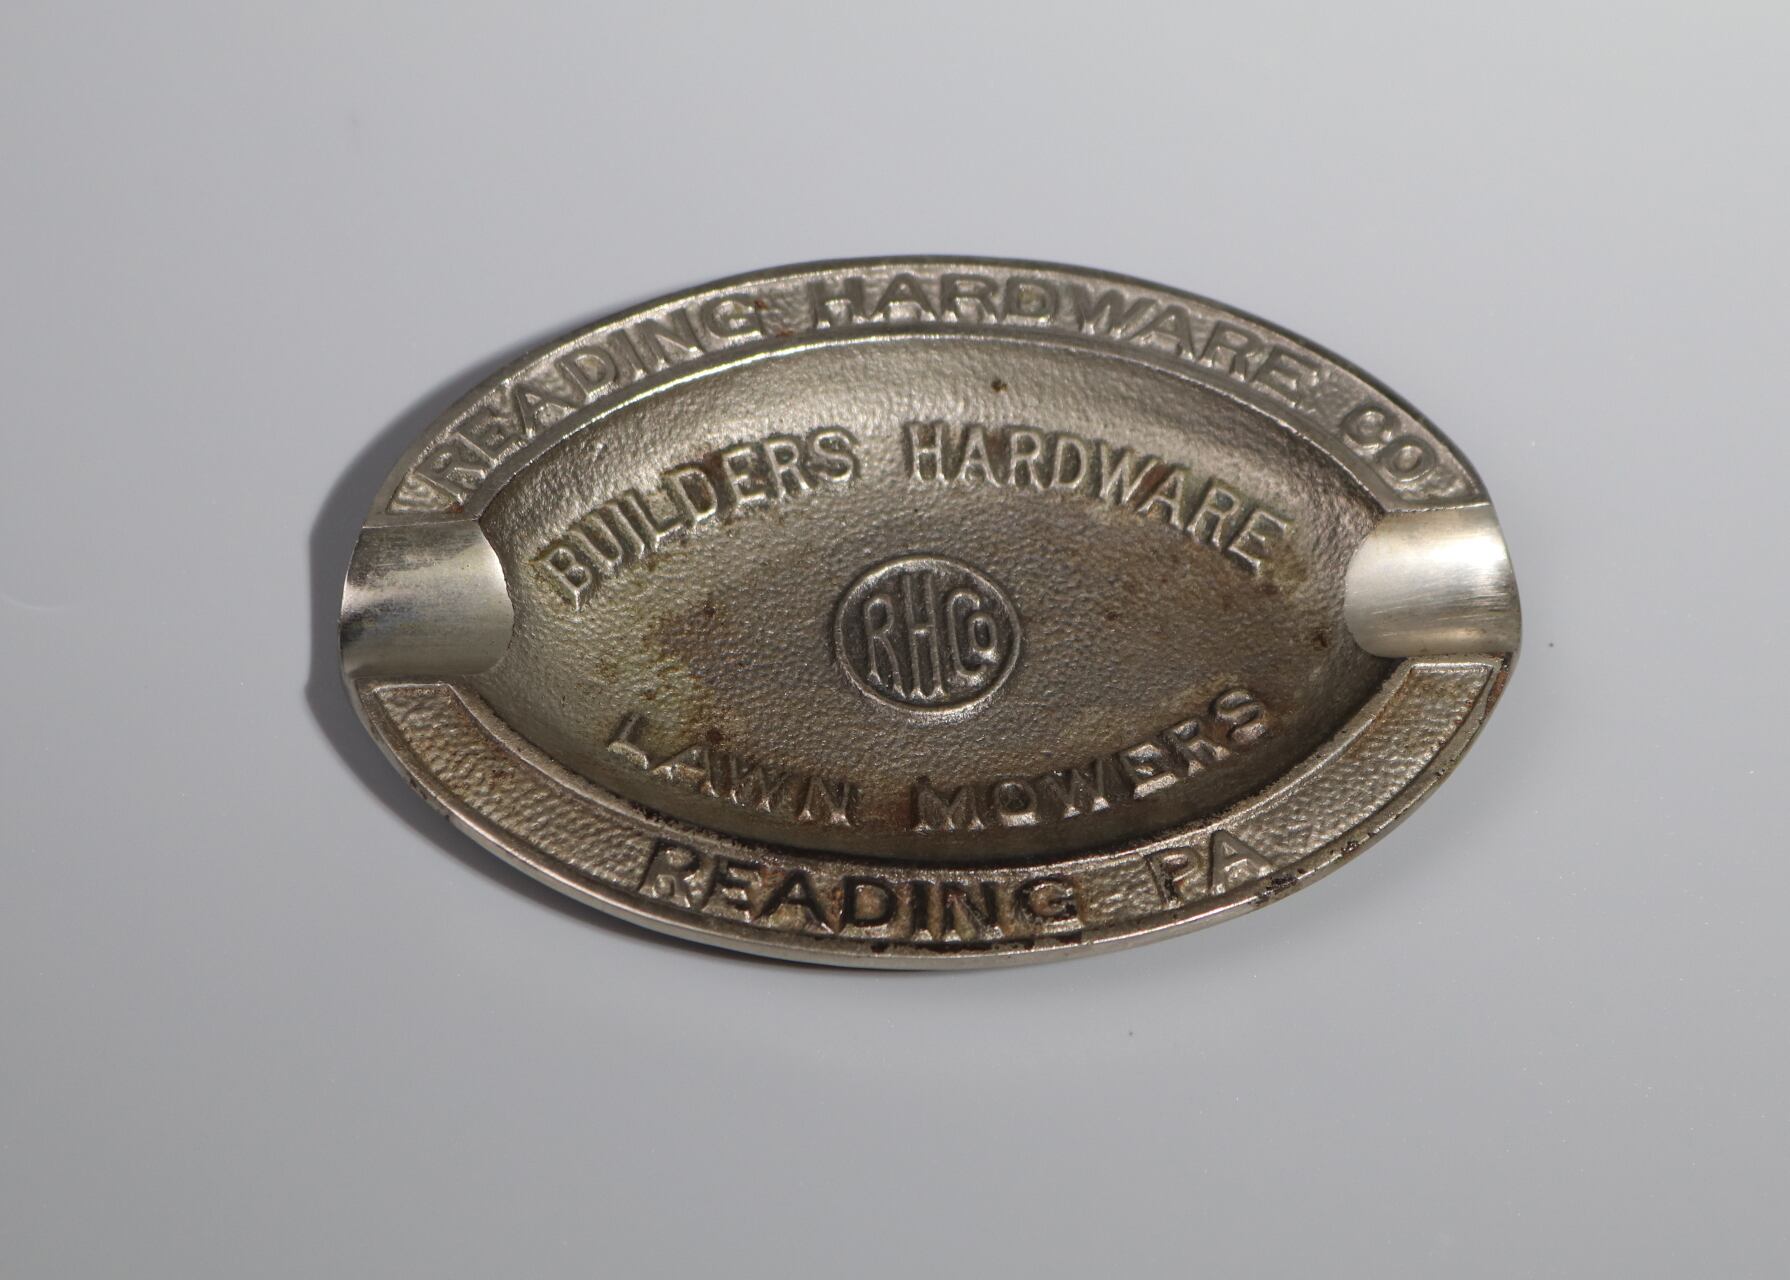 READING HARDWARE CO
BUILDERS HARDWARE
RHCo
LAWN MOWERS
READING PA